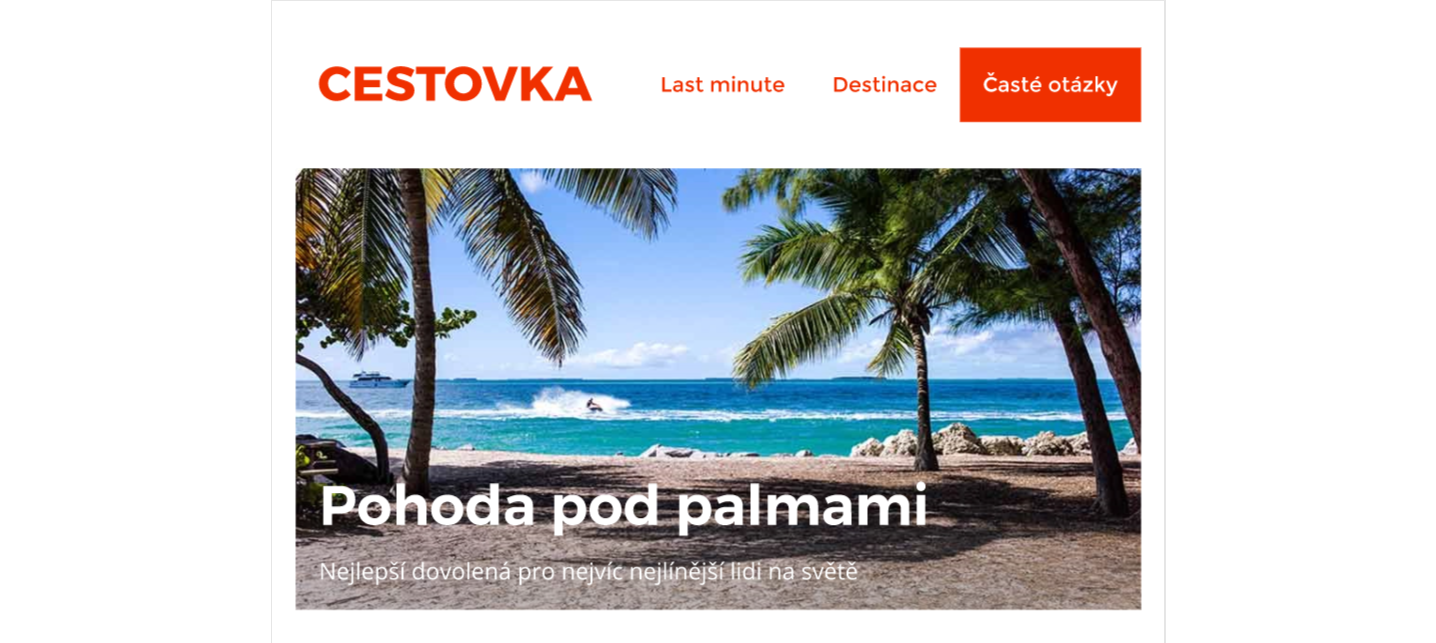 CESTOVKA
Last minute
Destinace
Časté otázky
Pohoda pod palmami
Nejlepší dovolená pro nejvíc nejlínější lidi na světě